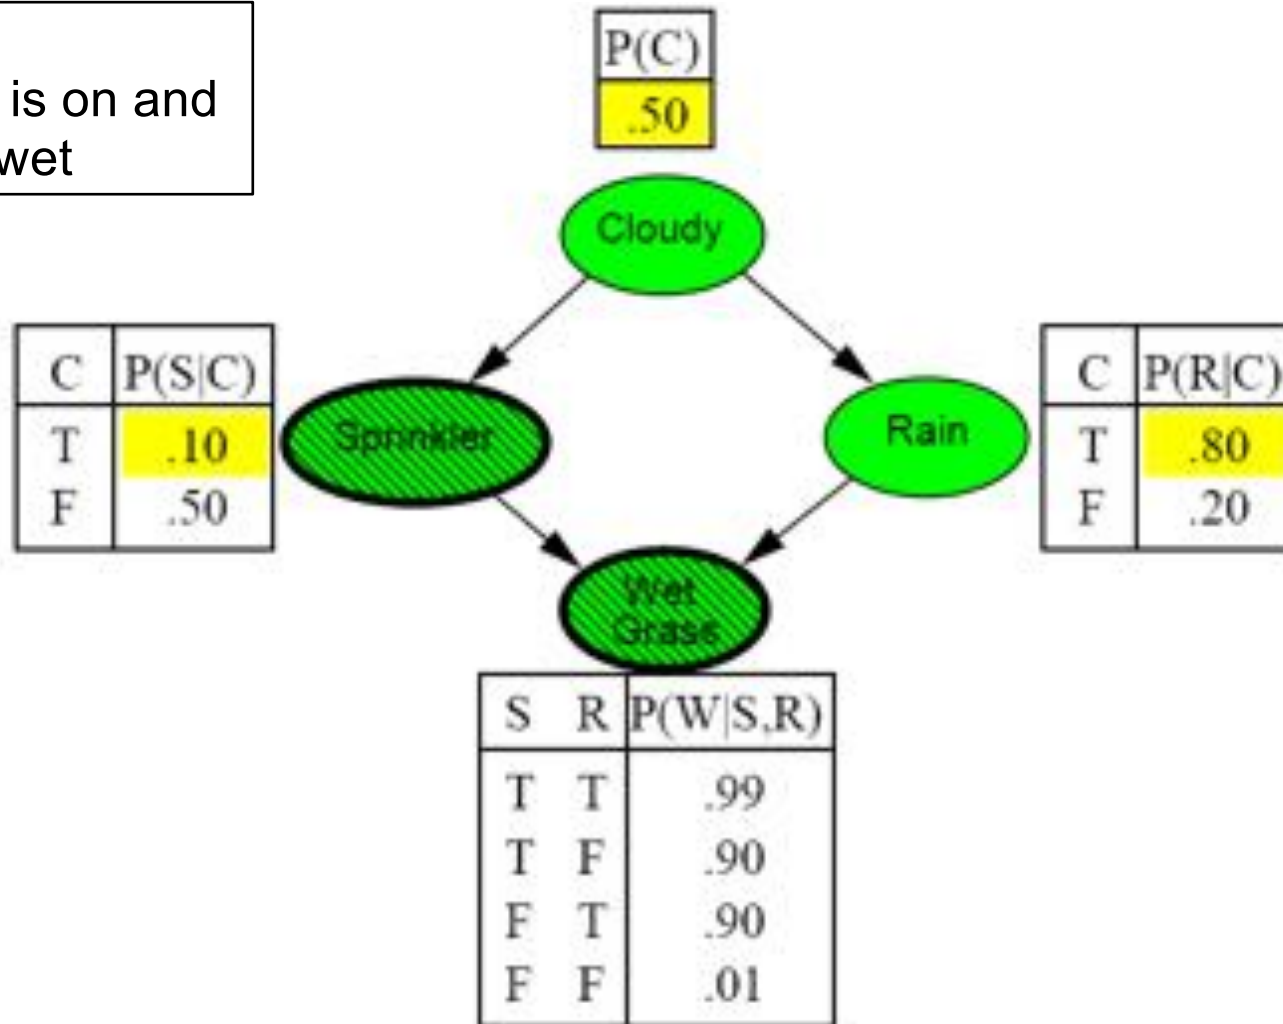 is on and
wet
P(C)
.50
Cloudy
C P(S|C)
T .10
F .50
Sprinkler
Rain
C P(R|C)
T .80
F .20
Wet
Grass
S R P(W|S,R)
T T .99
T F .90
F T .90
F F .01